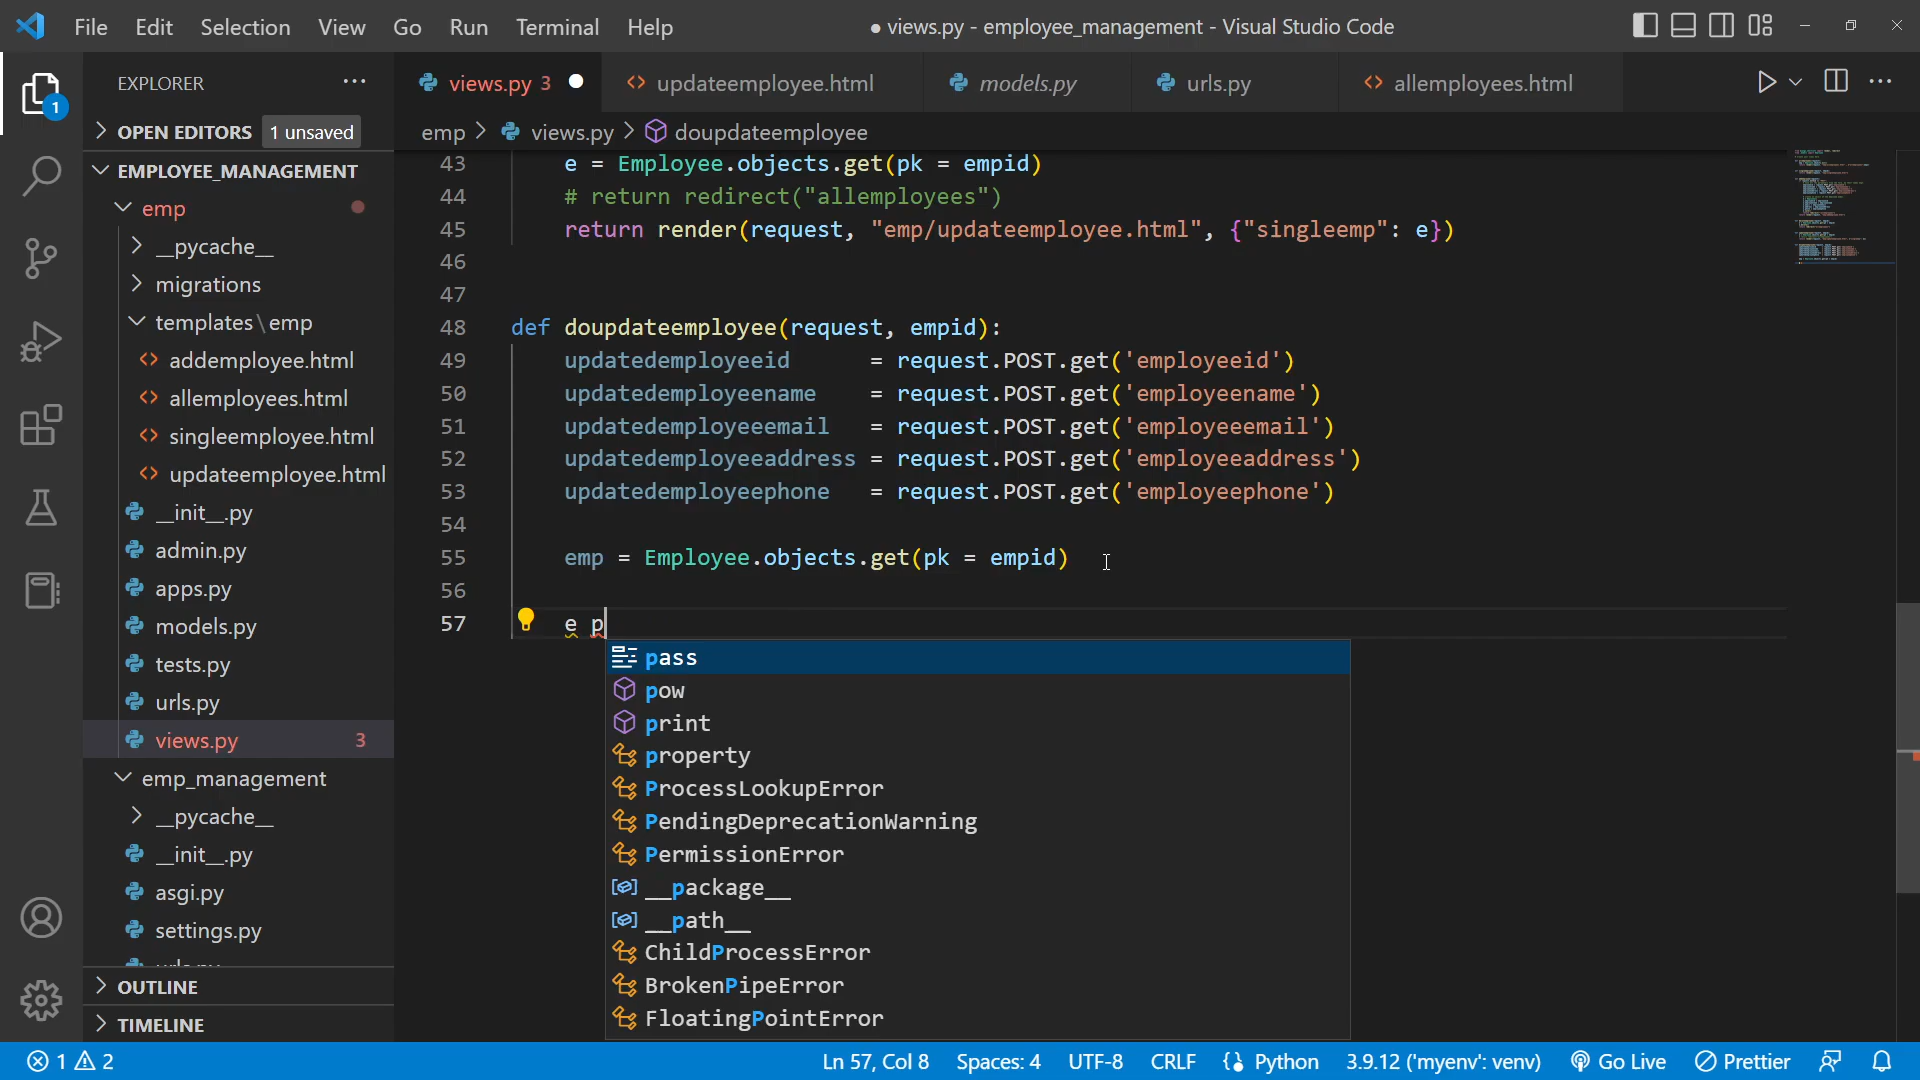 File Edit Selection View Go Run Terminal Help
● views.py - employee_management - Visual Studio Code
EXPLORER
views.py 3
updateemployee.html
models.py
urls.py
allemployees.html
1
OPEN EDITORS 1 unsaved
emp > views.py > doupdateemployee
EMPLOYEE_MANAGEMENT
emp
__pycache__
migrations
templates\emp
addemployee.html
allemployees.html
singleemployee.html
updateemployee.html
__init__.py
admin.py
apps.py
models.py
tests.py
urls.py
views.py 3
emp_management
__pycache__
__init__.py
asgi.py
settings.py
OUTLINE
TIMELINE
43 e = Employee.objects.get(pk = empid)
44 # return redirect("allemployees")
45 return render(request, "emp/updateemployee.html", {"singleemp": e})
46
47
48 def doupdateemployee(request, empid):
49 updatedemployeeid = request.POST.get('employeeid')
50 updatedemployeename = request.POST.get('employeename')
51 updatedemployeeemail = request.POST.get('employeeemail')
52 updatedemployeeaddress = request.POST.get('employeeaddress')
53 updatedemployeephone = request.POST.get('employeephone')
54
55 emp = Employee.objects.get(pk = empid)
56
57 e p
pass
pow
print
property
ProcessLookupError
PendingDeprecationWarning
PermissionError
__package__
__path__
ChildProcessError
BrokenPipeError
FloatingPointError
1 2
Ln 57, Col 8 Spaces: 4 UTF-8 CRLF Python 3.9.12 ('myenv': venv) Go Live Prettier